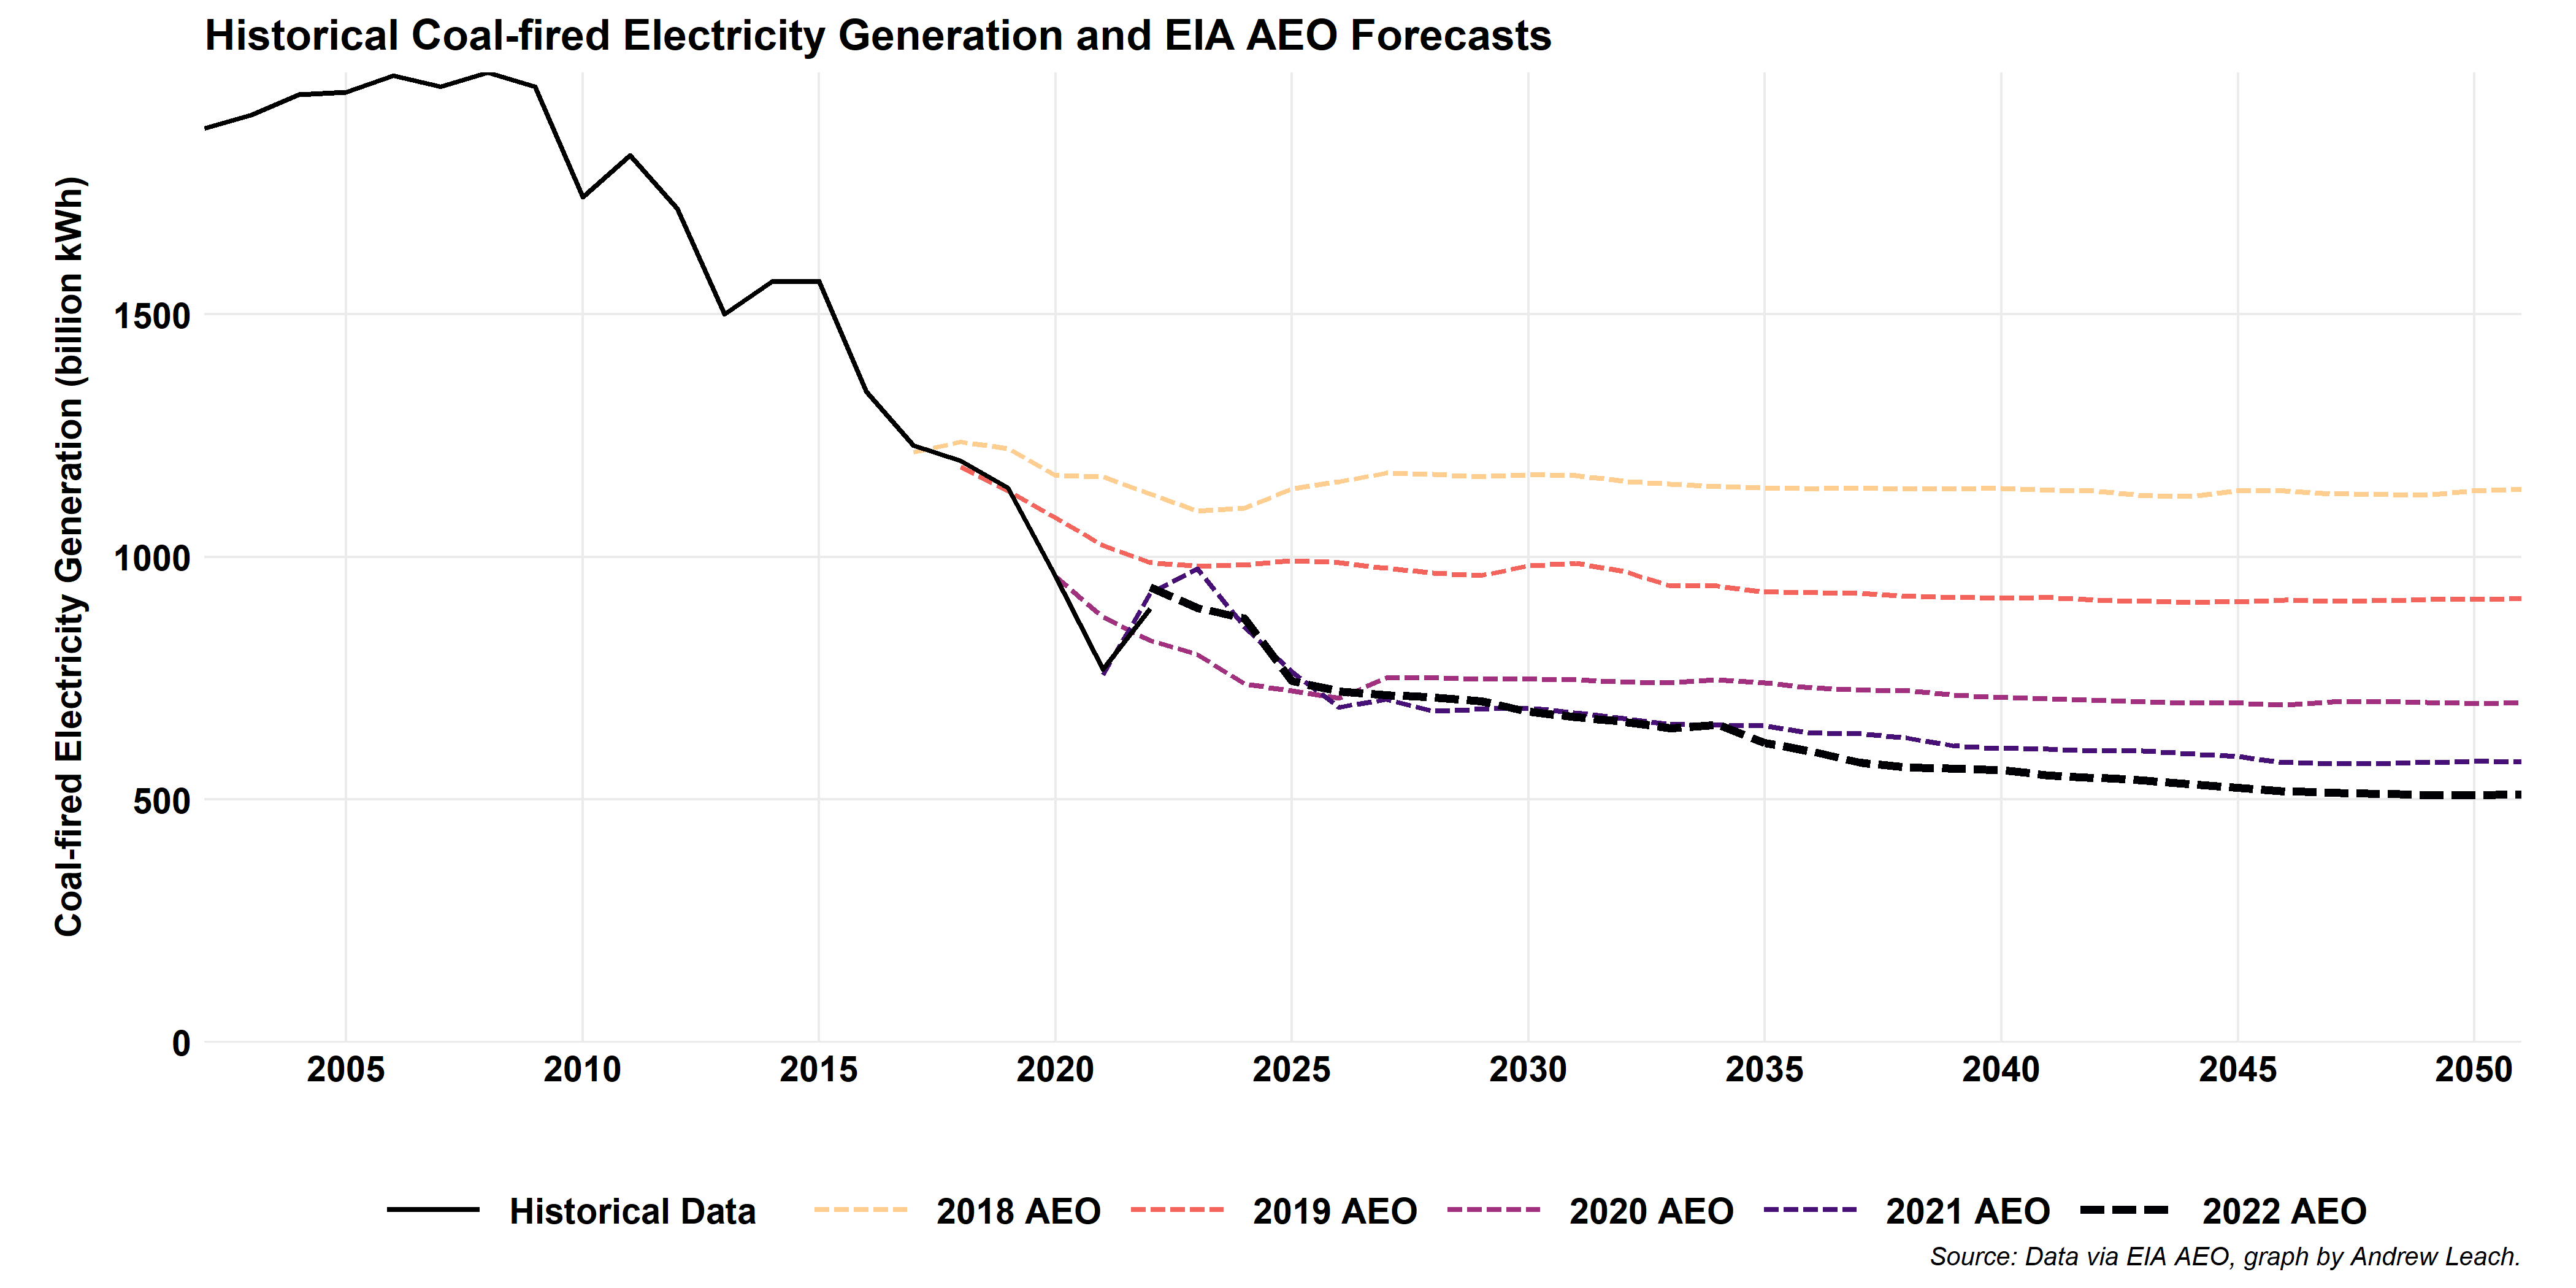 Historical Coal-fired Electricity Generation and EIA AEO Forecasts
Coal-fired Electricity Generation (billion kWh)
1500
1000
500
0
2005 2010 2015 2020 2025 2030 2035 2040 2045 2050
Historical Data 2018 AEO 2019 AEO 2020 AEO 2021 AEO 2022 AEO
Source: Data via EIA AEO, graph by Andrew Leach.